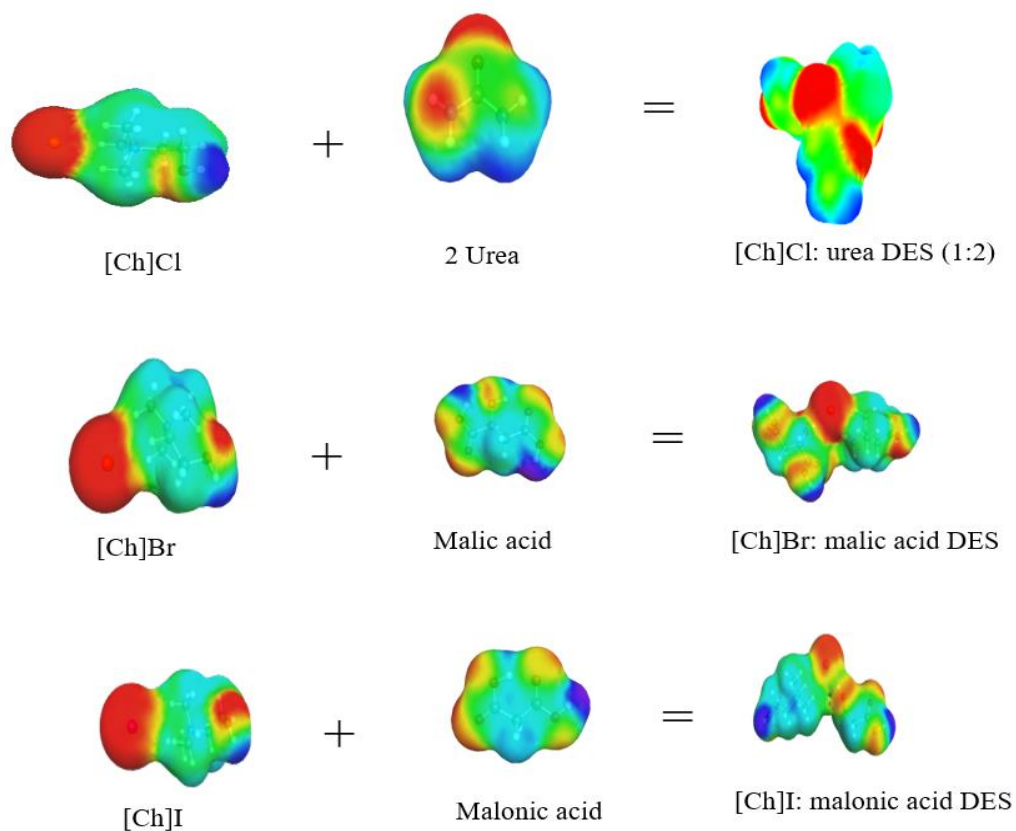 + =
[Ch]Cl 2 Urea [Ch]Cl: urea DES (1:2)
+ =
[Ch]Br Malic acid [Ch]Br: malic acid DES
+ =
[Ch]I Malonic acid [Ch]I: malonic acid DES